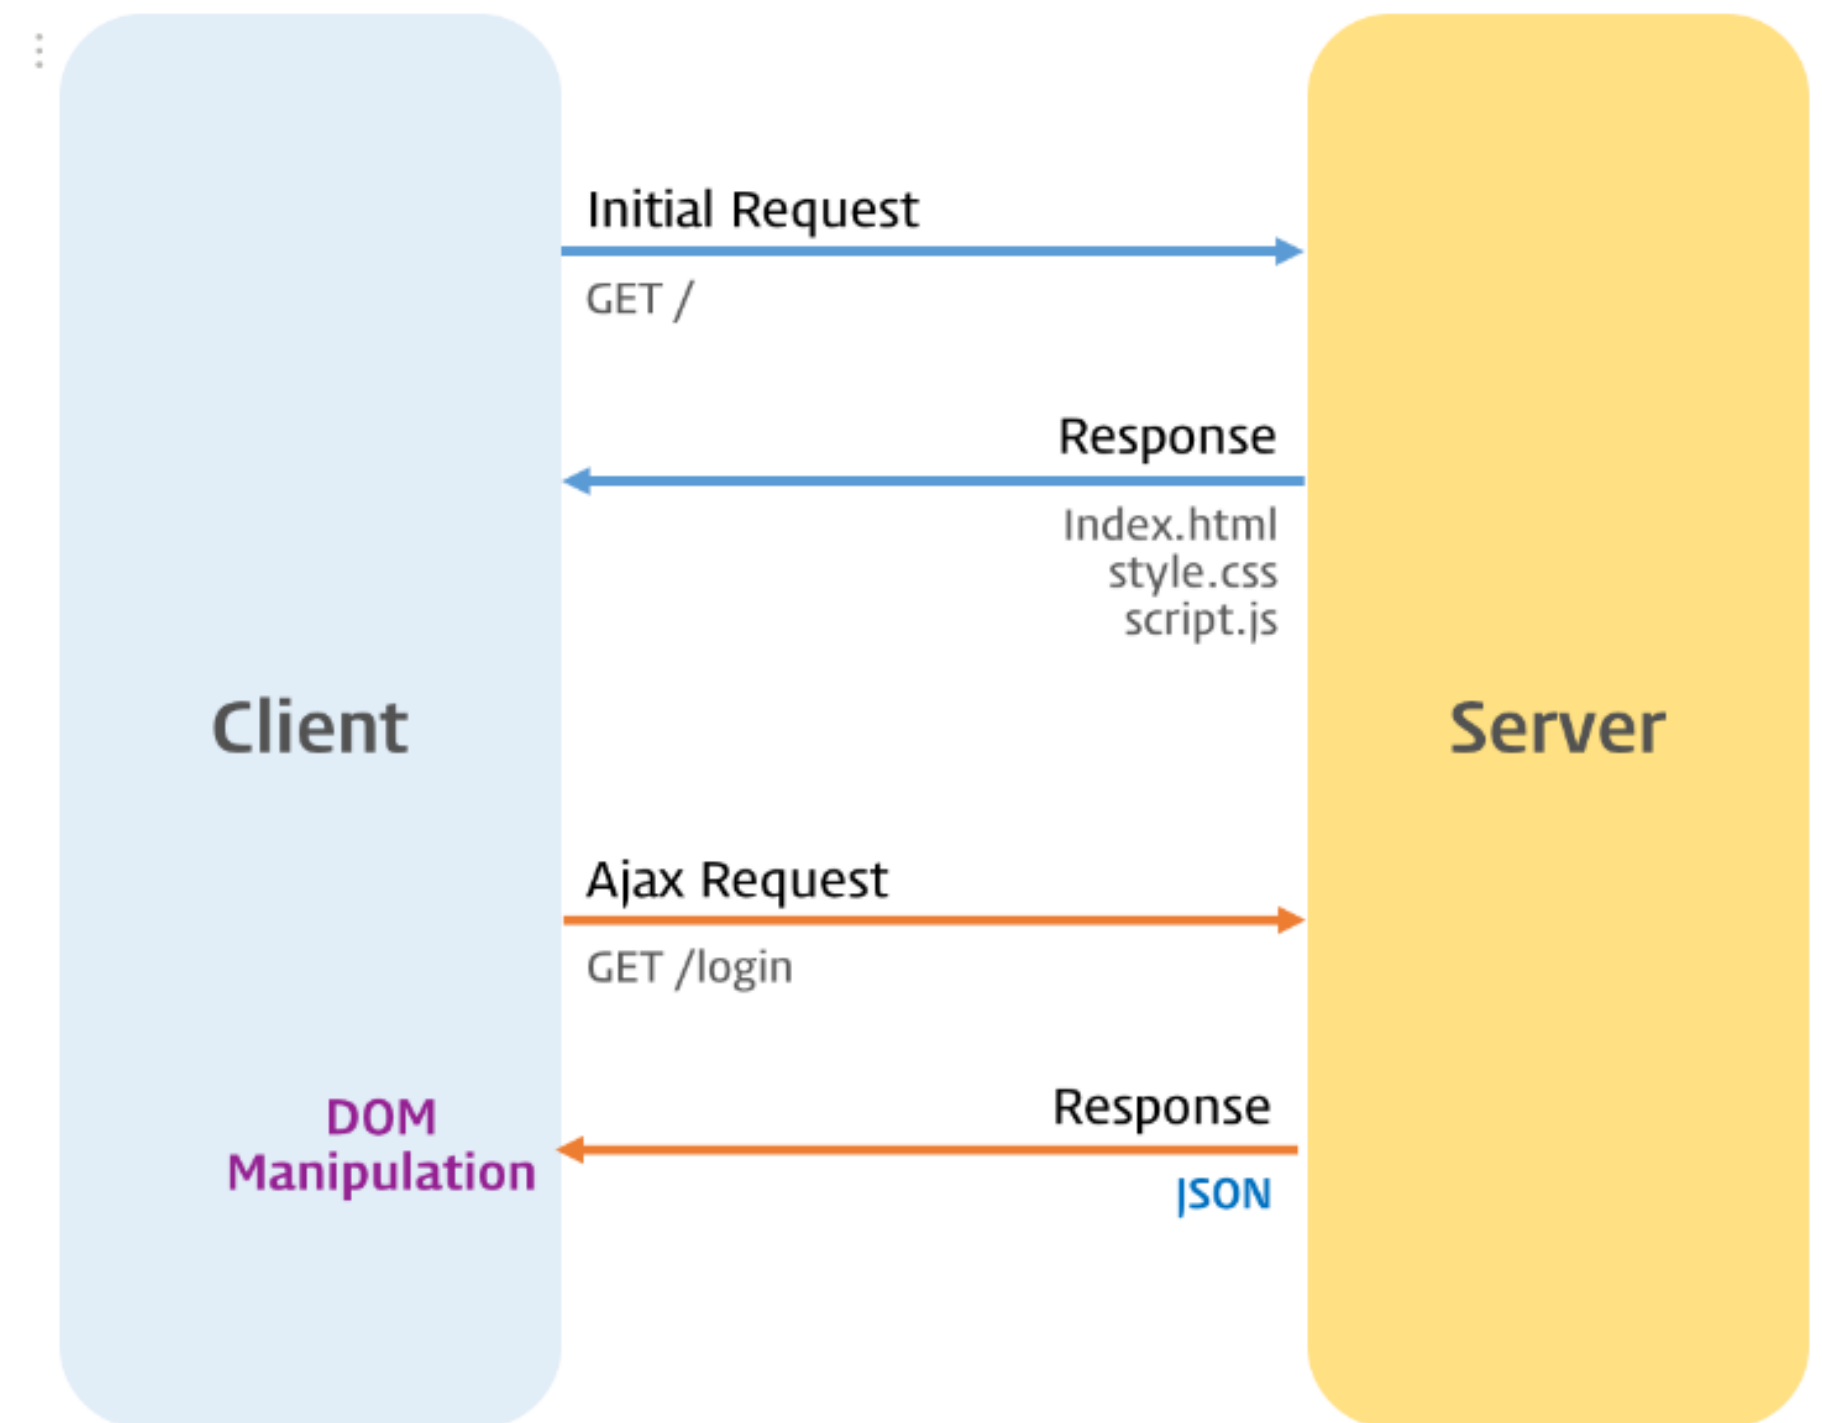 Initial Request
GET /
Response
Index.html
style.css
script.js
Client
Server
Ajax Request
GET /login
Response
JSON
DOM
Manipulation